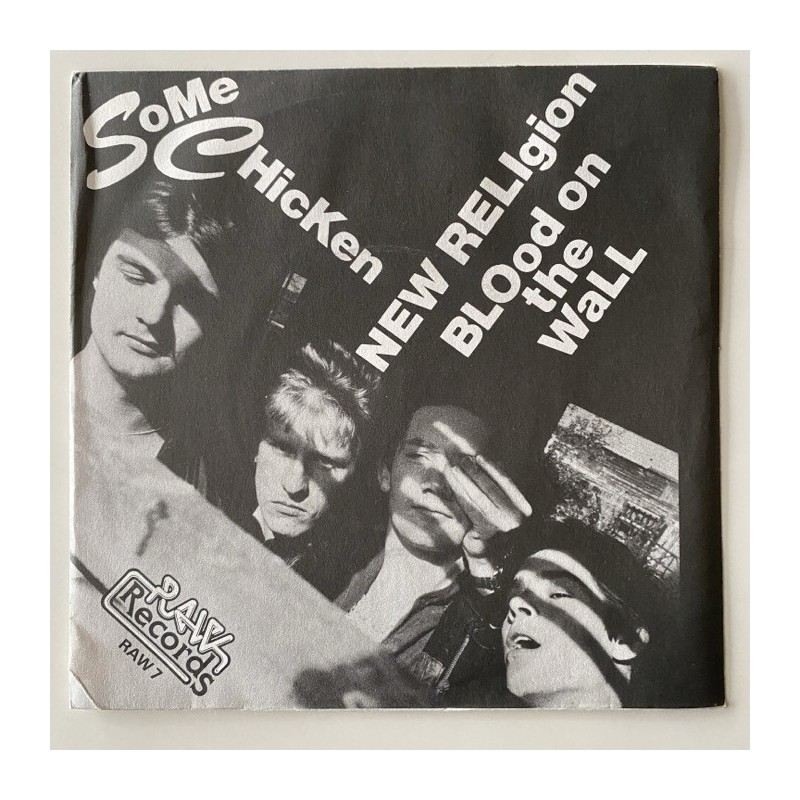 SoMe
CHicKen
NEW RELIgion
BLOod on
the
WaLL
RAW
Records
RAW 7